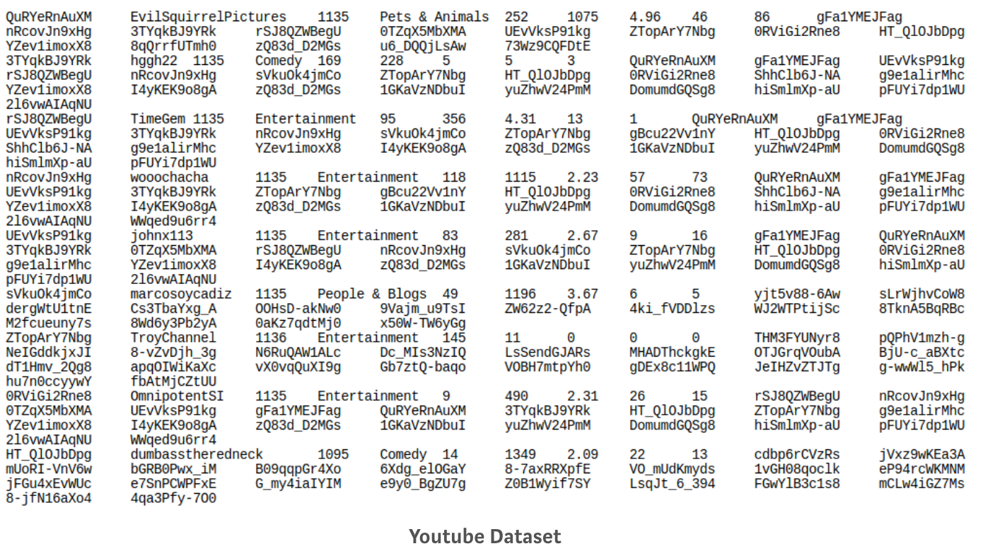 QuRYeRnAuXM EvilSquirrelPictures 1135 Pets & Animals 252 1075 4.96 46 86 gFa1YMEJFag
nRcovJn9xHg 3TYqkBJ9YRk rSJ8QZWBegU 0TZqX5MbXMA UEvVksP91kg ZTopArY7Nbg 0RViGi2Rne8 HT_QlOJbDpg
YZev1imoxX8 8qQrrfUTmh0 zQ83d_D2MGs u6_DQQjLsAw 73Wz9CQFDtE
3TYqkBJ9YRk hggh22 1135 Comedy 169 228 5 5 3 QuRYeRnAuXM gFa1YMEJFag UEvVksP91kg
rSJ8QZWBegU nRcovJn9xHg sVkuOk4jmCo ZTopArY7Nbg HT_QlOJbDpg 0RViGi2Rne8 ShhClb6J-NA g9e1alirMhc
YZev1imoxX8 I4yKEK9o8gA zQ83d_D2MGs 1GKaVzNDbuI yuZhwV24PmM DomumdGQSg8 hiSmlmXp-aU pFUYi7dp1WU
2l6vwAIAqNU
rSJ8QZWBegU TimeGem 1135 Entertainment 95 356 4.31 13 1 QuRYeRnAuXM gFa1YMEJFag
UEvVksP91kg 3TYqkBJ9YRk nRcovJn9xHg sVkuOk4jmCo ZTopArY7Nbg gBcu22Vv1nY HT_QlOJbDpg 0RViGi2Rne8
ShhClb6J-NA g9e1alirMhc YZev1imoxX8 I4yKEK9o8gA zQ83d_D2MGs 1GKaVzNDbuI yuZhwV24PmM DomumdGQSg8
hiSmlmXp-aU pFUYi7dp1WU
nRcovJn9xHg wooochacha 1135 Entertainment 118 1115 2.23 57 73 QuRYeRnAuXM gFa1YMEJFag
UEvVksP91kg 3TYqkBJ9YRk ZTopArY7Nbg gBcu22Vv1nY HT_QlOJbDpg 0RViGi2Rne8 ShhClb6J-NA g9e1alirMhc
YZev1imoxX8 I4yKEK9o8gA zQ83d_D2MGs 1GKaVzNDbuI yuZhwV24PmM DomumdGQSg8 hiSmlmXp-aU pFUYi7dp1WU
2l6vwAIAqNU WWqed9u6rr4
UEvVksP91kg johnx113 1135 Entertainment 83 281 2.67 9 16 gFa1YMEJFag QuRYeRnAuXM
3TYqkBJ9YRk 0TZqX5MbXMA rSJ8QZWBegU nRcovJn9xHg sVkuOk4jmCo ZTopArY7Nbg HT_QlOJbDpg 0RViGi2Rne8
g9e1alirMhc YZev1imoxX8 I4yKEK9o8gA zQ83d_D2MGs 1GKaVzNDbuI yuZhwV24PmM DomumdGQSg8 hiSmlmXp-aU
pFUYi7dp1WU 2l6vwAIAqNU
sVkuOk4jmCo marcosoycadiz 1135 People & Blogs 49 1196 3.67 6 5 yjt5v88-6Aw sLrWjhvCoW8
dergWtU1tnE Cs3TbaYxg_A OOHsD-akNw0 9Vajm_u9TsI ZW62z2-QfpA 4ki_fVDDlzs WJ2WTPtijSc 8TknA5BqRBc
M2fcueuny7s 8Wd6y3Pb2yA 0aKz7qdtMj0 x50W-TW6yGg
ZTopArY7Nbg TroyChannel 1136 Entertainment 145 11 0 0 0 THM3FYUNyr8 pQPhV1mzh-g
NeIGddkjxJI 8-vZvDjh_3g N6RuQAW1ALc Dc_MIs3NzIQ LsSendGJARs MHADThckgkE OTJGrqVOubA BjU-c_aBXtc
dT1Hmv_2Qg8 apqOIWiKaXc vX0vqQuXI9g Gb7ztQ-baqo VOBH7mtpYh0 gDEx8c11WPQ JeIHZvZTJTg g-wwWl5_hPk
hu7n0ccyywY fbAtMjCZtUU
0RViGi2Rne8 OmnipotentSI 1135 Entertainment 9 490 2.31 26 15 rSJ8QZWBegU nRcovJn9xHg
0TZqX5MbXMA UEvVksP91kg gFa1YMEJFag QuRYeRnAuXM 3TYqkBJ9YRk HT_QlOJbDpg ZTopArY7Nbg g9e1alirMhc
YZev1imoxX8 I4yKEK9o8gA zQ83d_D2MGs 1GKaVzNDbuI yuZhwV24PmM DomumdGQSg8 hiSmlmXp-aU pFUYi7dp1WU
2l6vwAIAqNU WWqed9u6rr4
HT_QlOJbDpg dumbasstheredneck 1095 Comedy 14 1349 2.09 22 13 cdbp6rCVzRs jVxz9wKEa3A
mUoRI-VnV6w bGRB0Pwx_iM B09qqpGr4Xo 6Xdg_elOGaY 8-7axRRXpfE VO_mUdKmyds 1vGH08qoclk eP94rcWKMNM
jFGu4xEvWUc e7SnPCWPFxE G_my4iaIYIM e9y0_BgZU7g Z0B1Wyif7SY LsqJt_6_394 FGwYlB3c1s8 mCLw4iGZ7Ms
8-jfN16aXo4 4qa3Pfy-7O0
Youtube Dataset